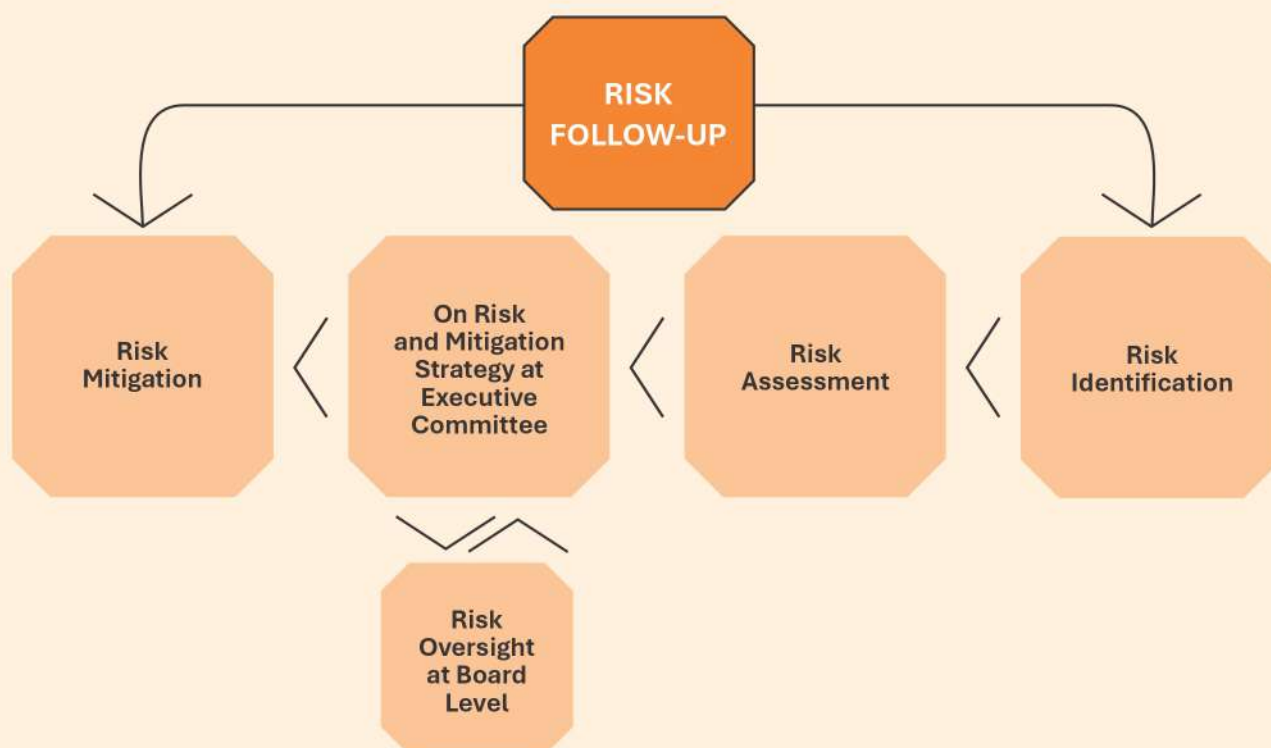 RISK
FOLLOW-UP
Risk
Mitigation
On Risk
and Mitigation
Strategy at
Executive
Committee
Risk
Assessment
Risk
Identification
Risk
Oversight
at Board
Level